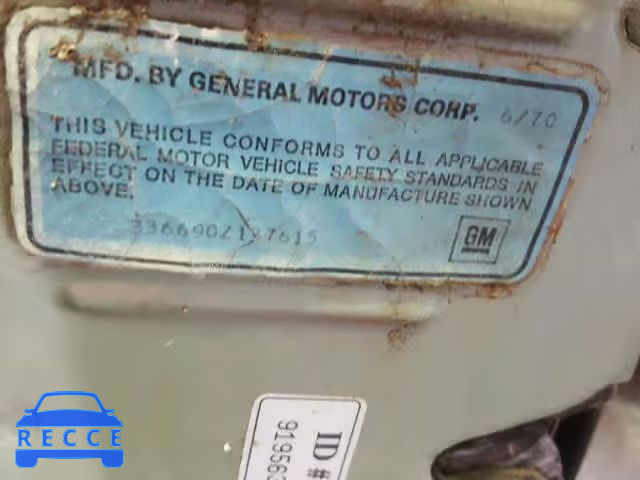 MFD. BY GENERAL MOTORS CORP. 6/70
THIS VEHICLE CONFORMS TO ALL APPLICABLE
FEDERAL MOTOR VEHICLE SAFETY STANDARDS IN
EFFECT ON THE DATE OF MANUFACTURE SHOWN
ABOVE.
GM
ID #
RECCE